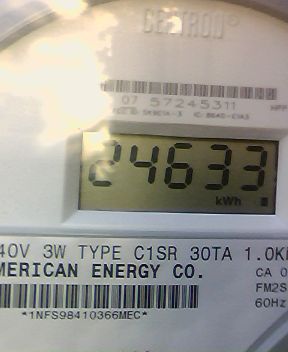 CENTRON®
07 57245311
24633
kWh
40V 3W TYPE C1SR 30TA 1.0K
MERICAN ENERGY CO.
CA 0
FM2S
60Hz
*1NFS98410366MEC*